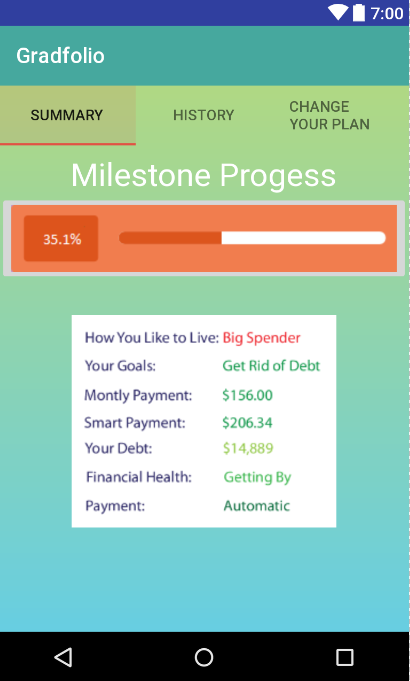 7:00
Gradfolio
SUMMARY
HISTORY
CHANGE
YOUR PLAN
Milestone Progess
35.1%
How You Like to Live: Big Spender
Your Goals: Get Rid of Debt
Montly Payment: $156.00
Smart Payment: $206.34
Your Debt: $14,889
Financial Health: Getting By
Payment: Automatic